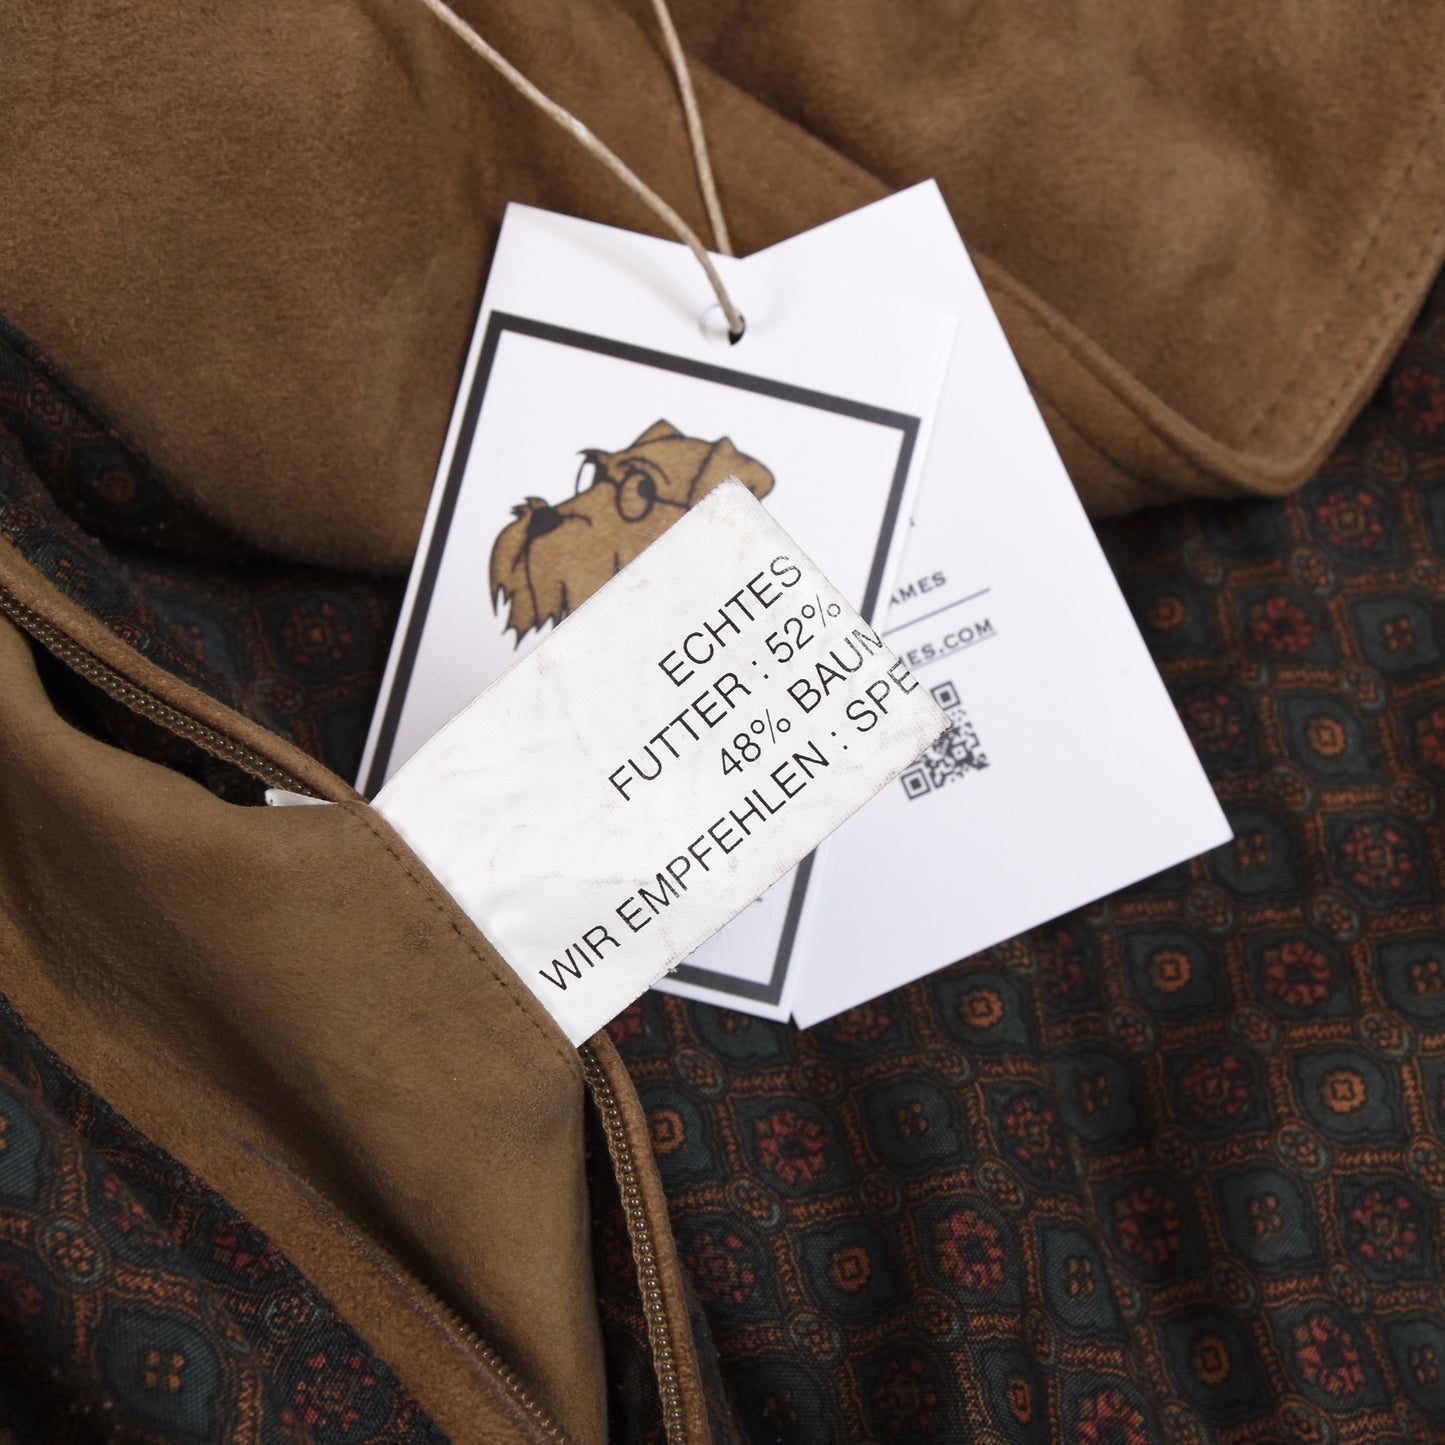 ECHTES
FUTTER : 52%
48% BAUM
WIR EMPFEHLEN : SPE
AMES
ES.COM